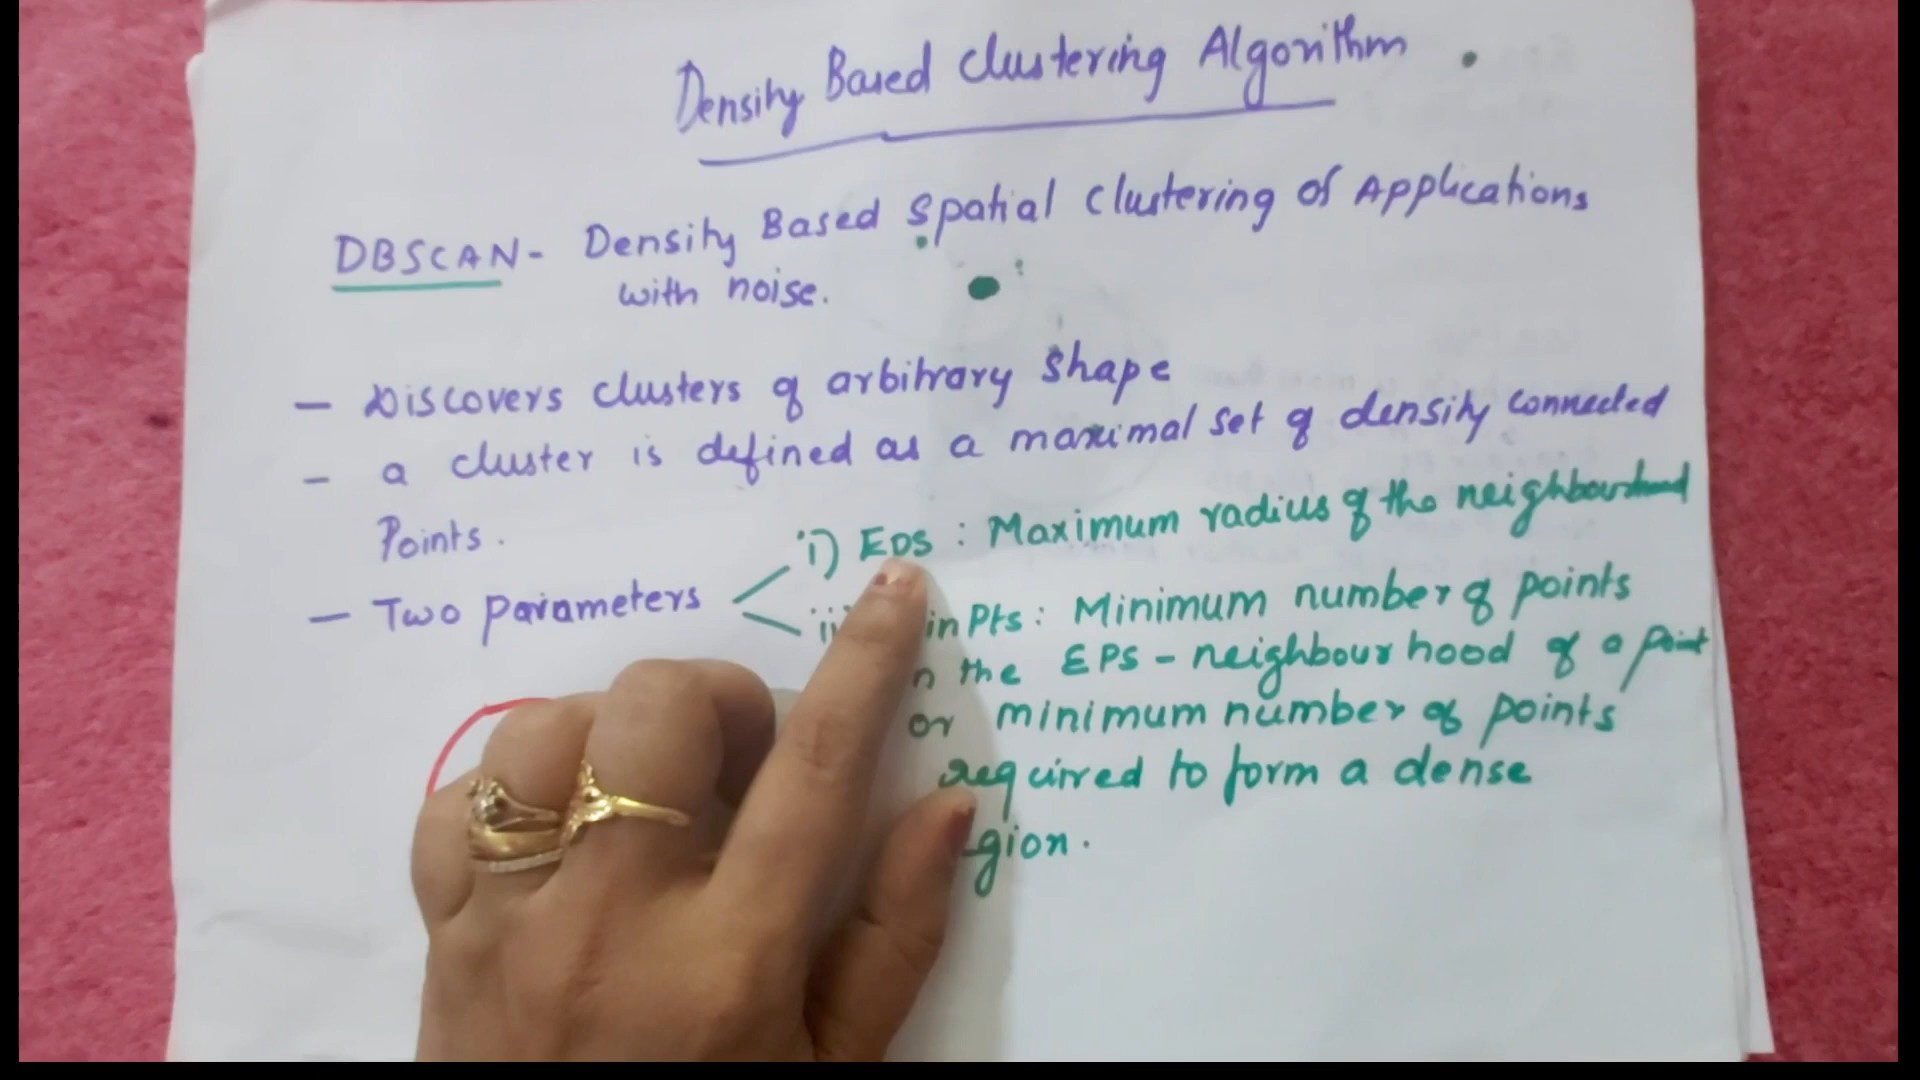 Density Based Clustering Algorithm
DBSCAN - Density Based Spatial Clustering of Applications
with noise.
- Discovers clusters of arbitrary shape
- a cluster is defined as a maximal set of density connected
Points.
i) EPS : Maximum radius of the neighbourhood
- Two parameters
in Pts : Minimum number of points
n the EPS - neighbourhood of a point
or minimum number of points
required to form a dense
gion.